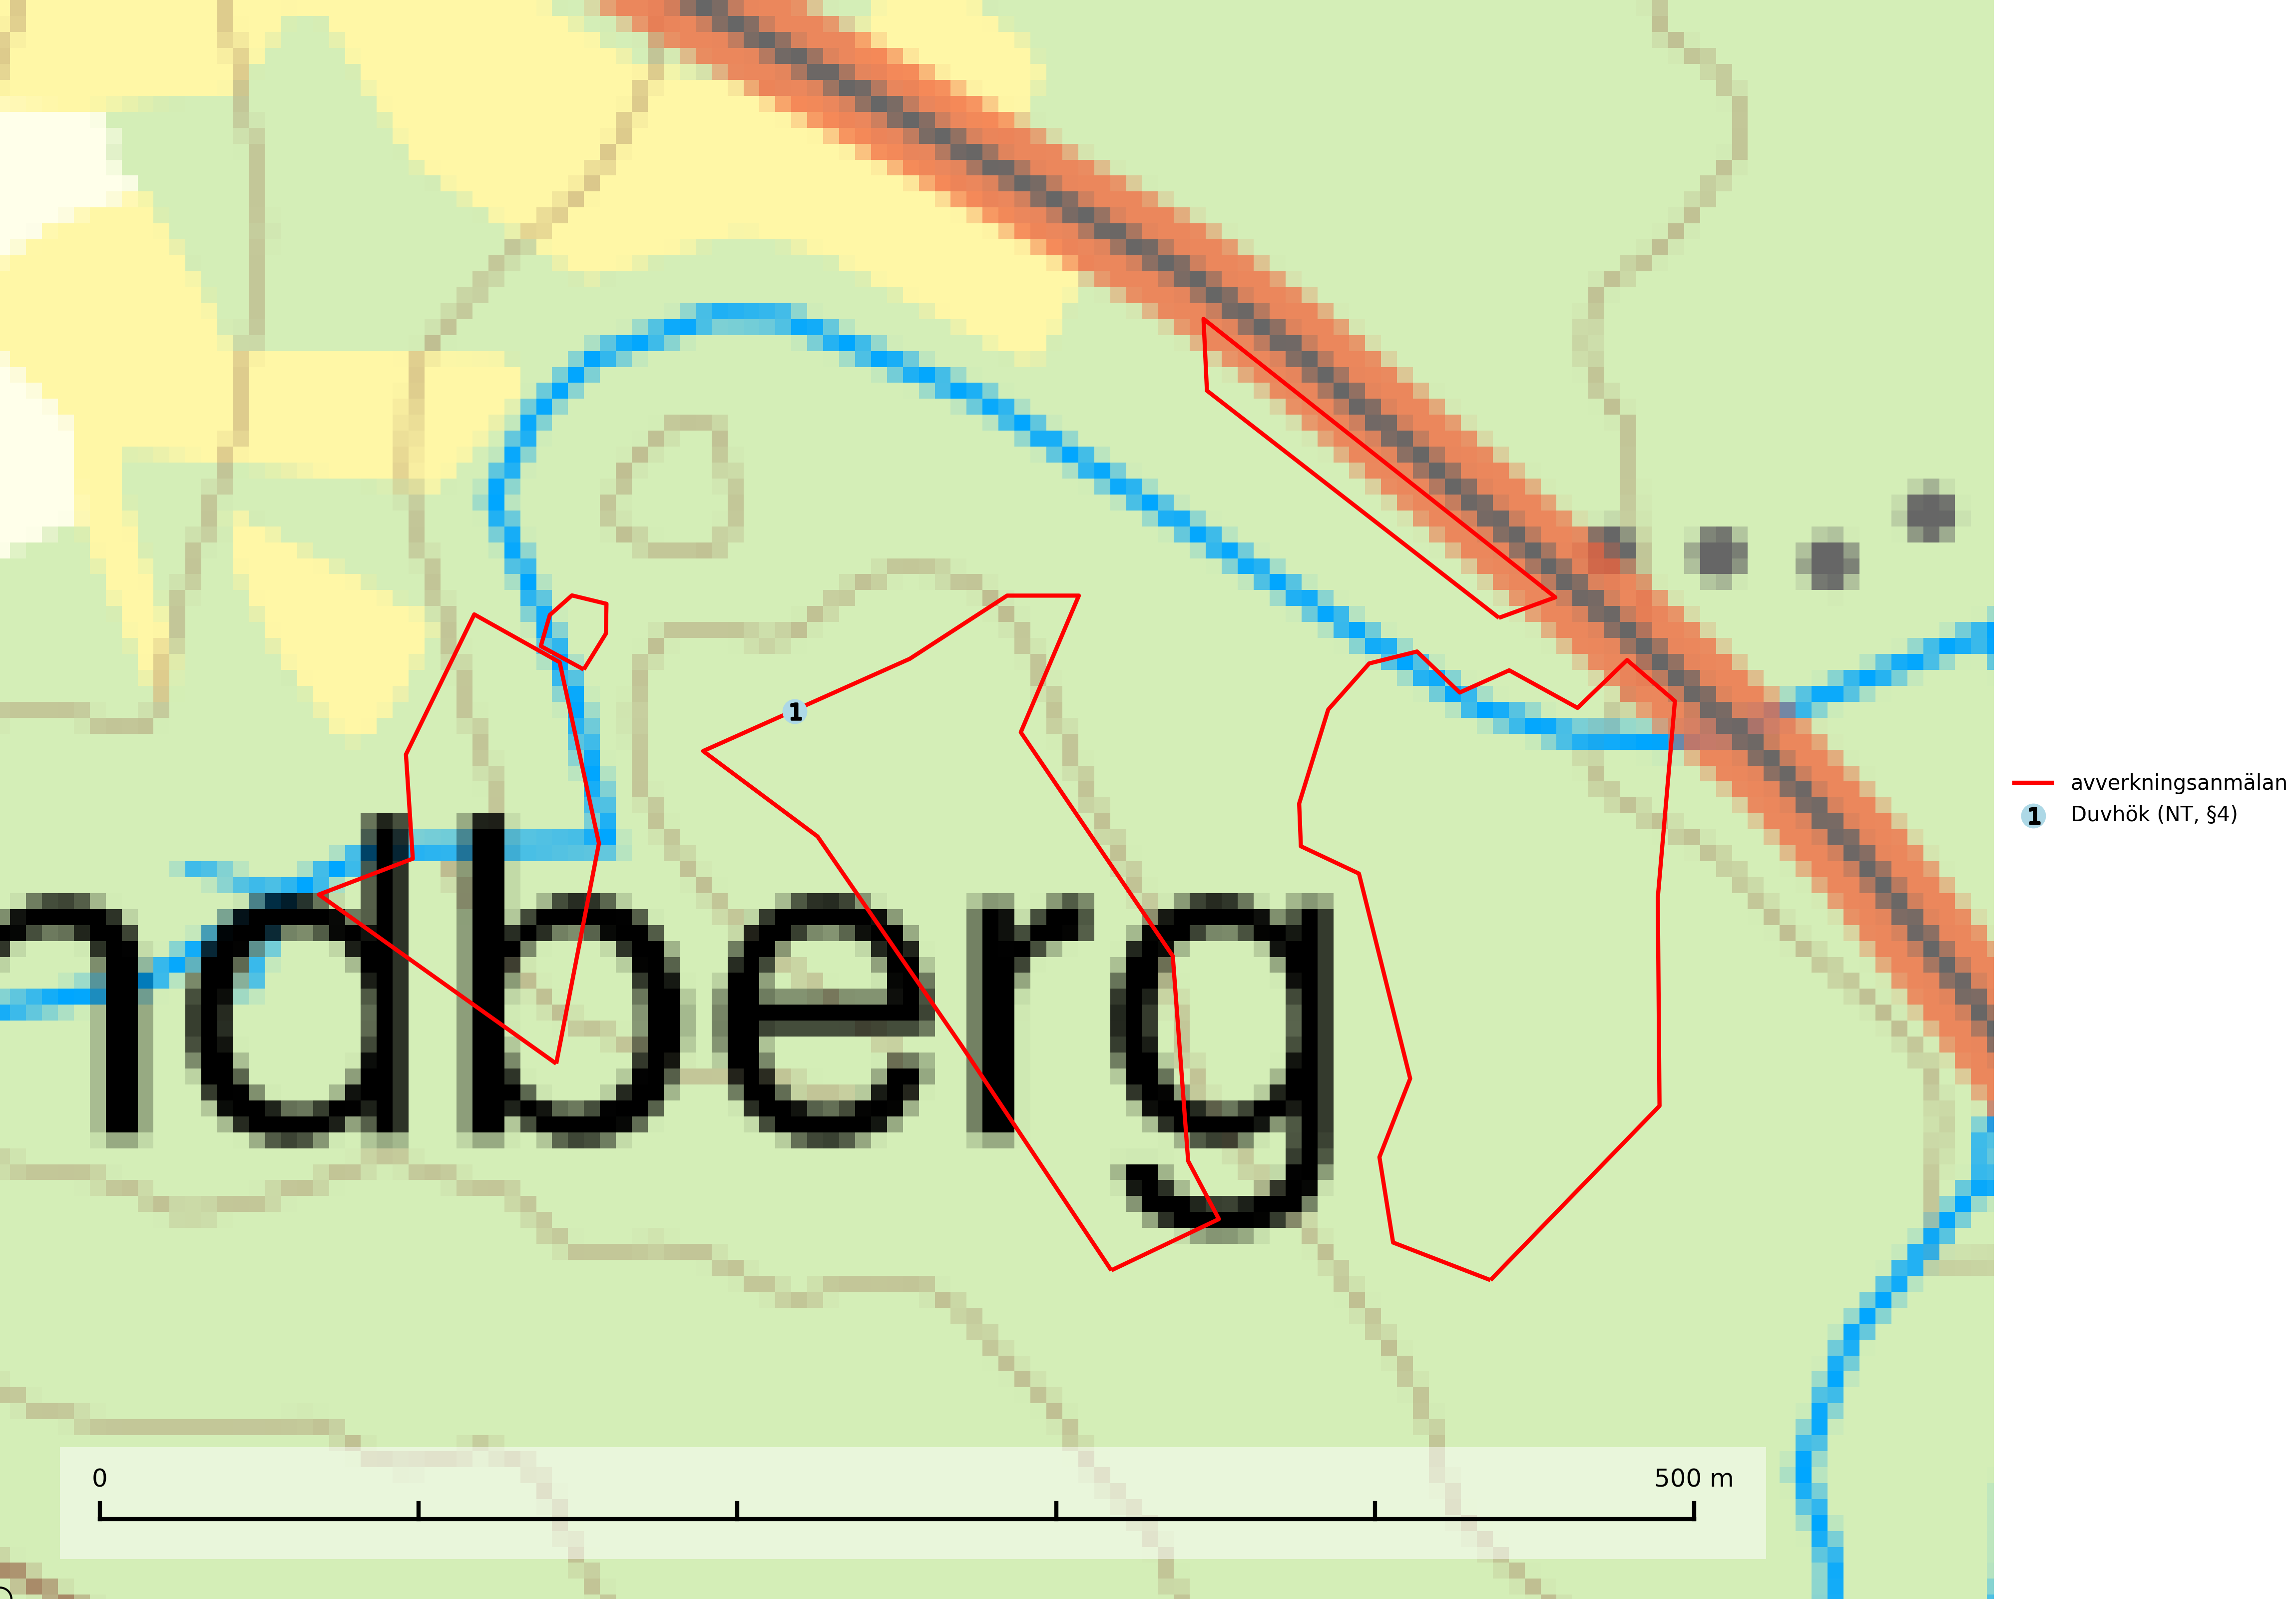 1
avverkningsanmälan
1 Duvhök (NT, §4)
ndberg
0 500 m